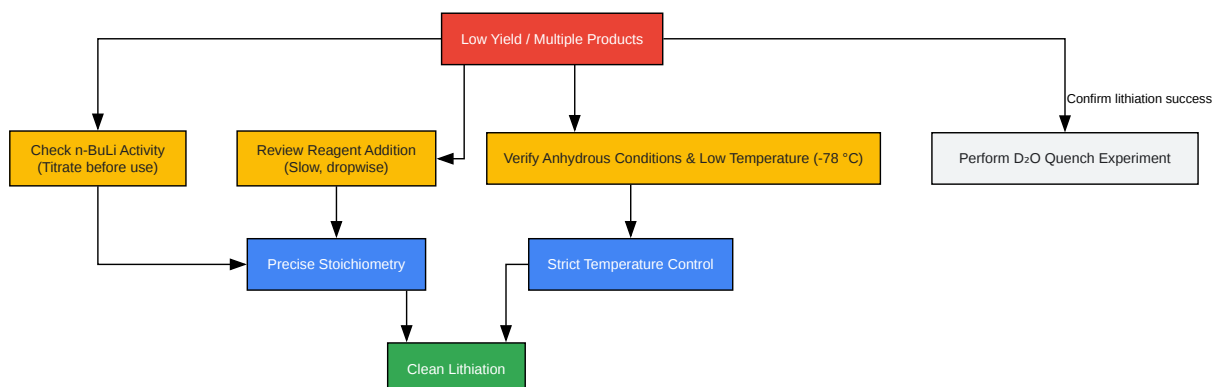 Low Yield / Multiple Products
Confirm lithiation success
Check n-BuLi Activity
(Titrate before use)
Review Reagent Addition
(Slow, dropwise)
Verify Anhydrous Conditions & Low Temperature (-78 °C)
Perform D₂O Quench Experiment
Precise Stoichiometry
Strict Temperature Control
Clean Lithiation